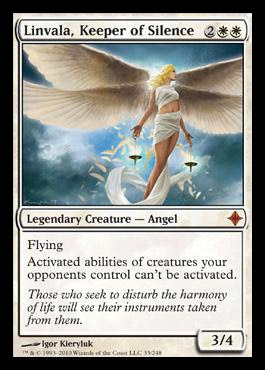 Linvala, Keeper of Silence 2
Legendary Creature — Angel
Flying
Activated abilities of creatures your
opponents control can't be activated.
Those who seek to disturb the harmony
of life will see their instruments taken
from them.
Igor Kieryluk
3/4
™ & © 1993–2010 Wizards of the Coast LLC 33/248